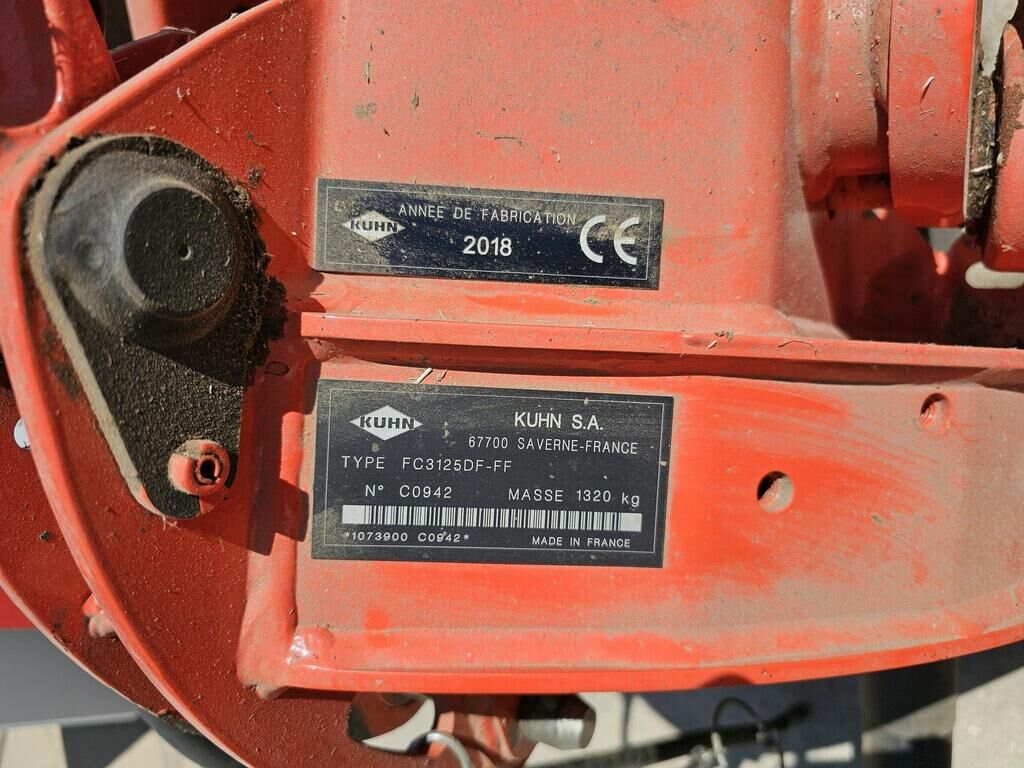 KUHN
ANNEE DE FABRICATION
2018
CE
KUHN
KUHN S.A.
67700 SAVERNE-FRANCE
TYPE FC3125DF-FF
N° C0942 MASSE 1320 kg
*1073900 C0942* MADE IN FRANCE